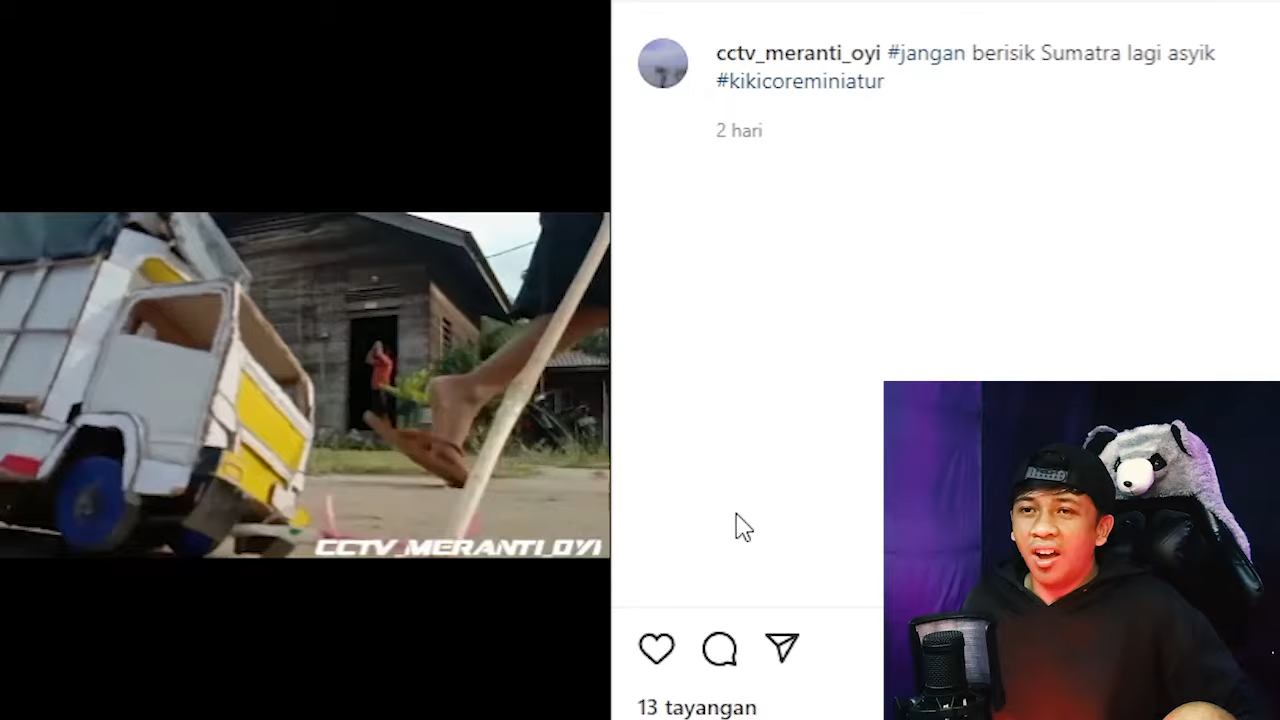 cctv_meranti_oyi #jangan berisik Sumatra lagi asyik
#kikicoreminiatur
2 hari
CCTV_MERANTI_OYI
13 tayangan